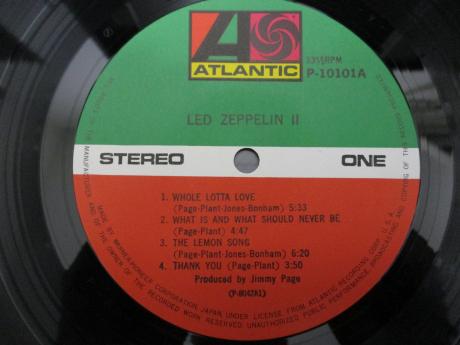 ATLANTIC
33⅓RPM
P-10101A
LED ZEPPELIN II
STEREO
ONE
1. WHOLE LOTTA LOVE
(Page-Plant-Jones-Bonham) 5:33
2. WHAT IS AND WHAT SHOULD NEVER BE
(Page-Plant) 4:47
3. THE LEMON SONG
(Page-Plant-Jones-Bonham) 6:20
4. THANK YOU (Page-Plant) 3:50
Produced by Jimmy Page
(P-8042A1)
MADE BY WARNER-PIONEER CORPORATION JAPAN, UNDER LICENSE FROM ATLANTIC RECORDING CORP. U.S.A.
THE MANUFACTURER AND OF THE OWNER OF THE RECORDED WORK RESERVED. UNAUTHORIZED PUBLIC PERFORMANCE, BROADCASTING AND COPYING OF THIS